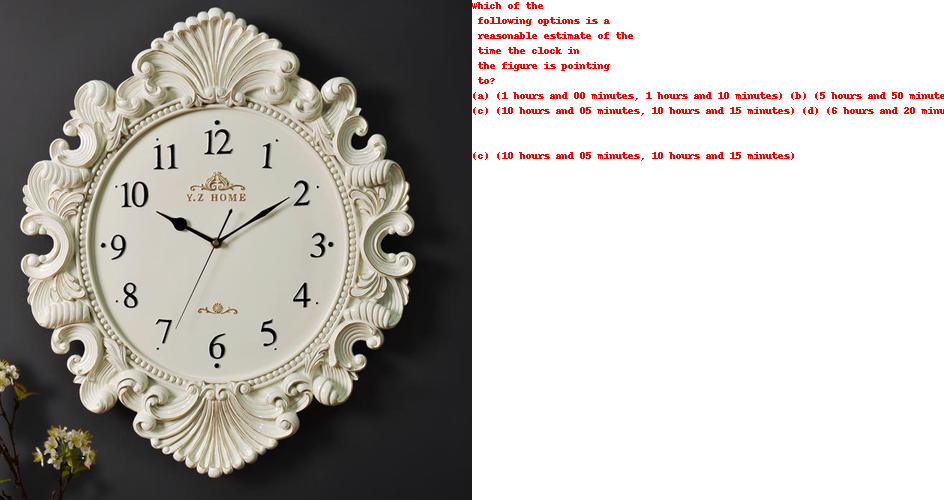 12
11
1
10
2
Y.Z HOME
9
3
8
4
7
5
6
Which of the
following options is a
reasonable estimate of the
time the clock in
the figure is pointing
to?
(a) (1 hours and 00 minutes, 1 hours and 10 minutes) (b) (5 hours and 50 minute
(c) (10 hours and 05 minutes, 10 hours and 15 minutes) (d) (6 hours and 20 minu
(c) (10 hours and 05 minutes, 10 hours and 15 minutes)